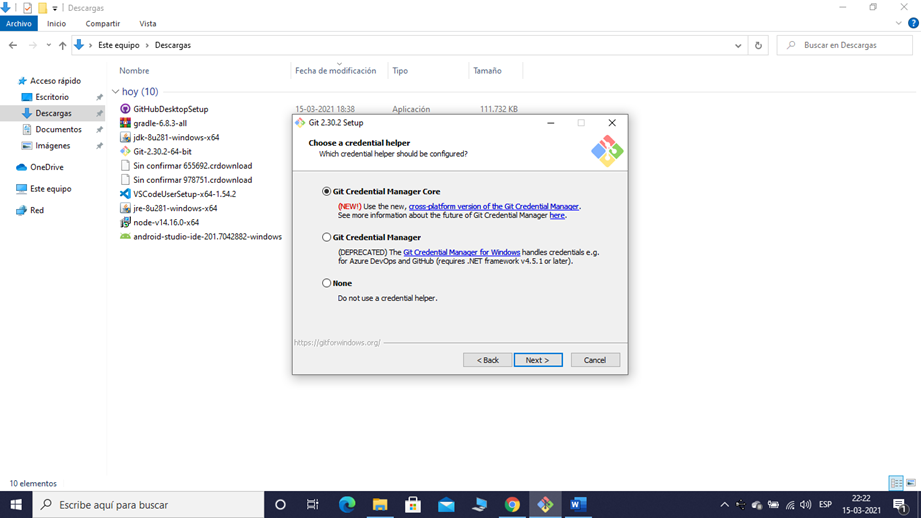 Descargas
Archivo Inicio Compartir Vista
Este equipo > Descargas
Buscar en Descargas
Nombre Fecha de modificación Tipo Tamaño
Acceso rápido
Escritorio
Descargas
Documentos
Imágenes
OneDrive
Este equipo
Red
hoy (10)
GitHubDesktopSetup 15-03-2021 18:38 Aplicación 111.732 KB
gradle-6.8.3-all
jdk-8u281-windows-x64
Git-2.30.2-64-bit
Sin confirmar 655692.crdownload
Sin confirmar 978751.crdownload
VSCodeUserSetup-x64-1.54.2
jre-8u281-windows-x64
node-v14.16.0-x64
android-studio-ide-201.7042882-windows
Git 2.30.2 Setup
Choose a credential helper
Which credential helper should be configured?
Git Credential Manager Core
(NEW!) Use the new, cross-platform version of the Git Credential Manager.
See more information about the future of Git Credential Manager here.
Git Credential Manager
(DEPRECATED) The Git Credential Manager for Windows handles credentials e.g.
for Azure DevOps and GitHub (requires .NET framework v4.5.1 or later).
None
Do not use a credential helper.
https://gitforwindows.org/
< Back Next > Cancel
10 elementos
Escribe aquí para buscar
ESP
22:22
15-03-2021
1